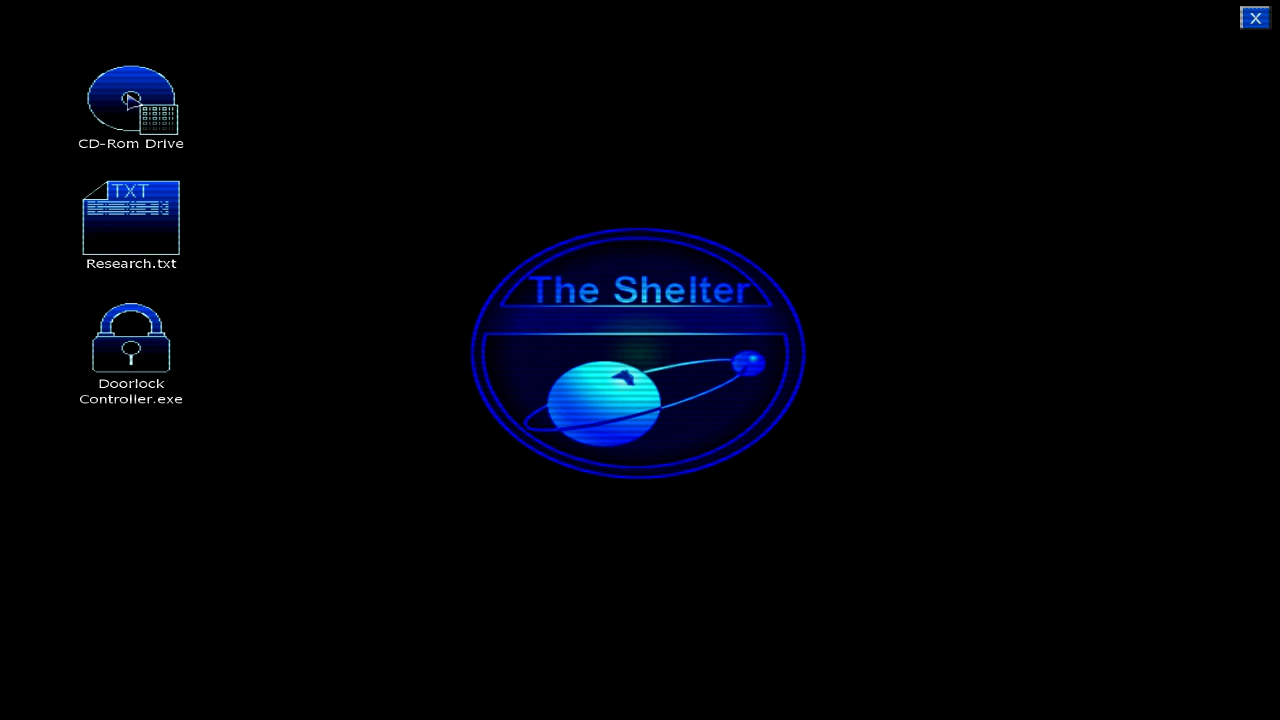 X
CD-Rom Drive
TXT
Research.txt
The Shelter
Doorlock
Controller.exe